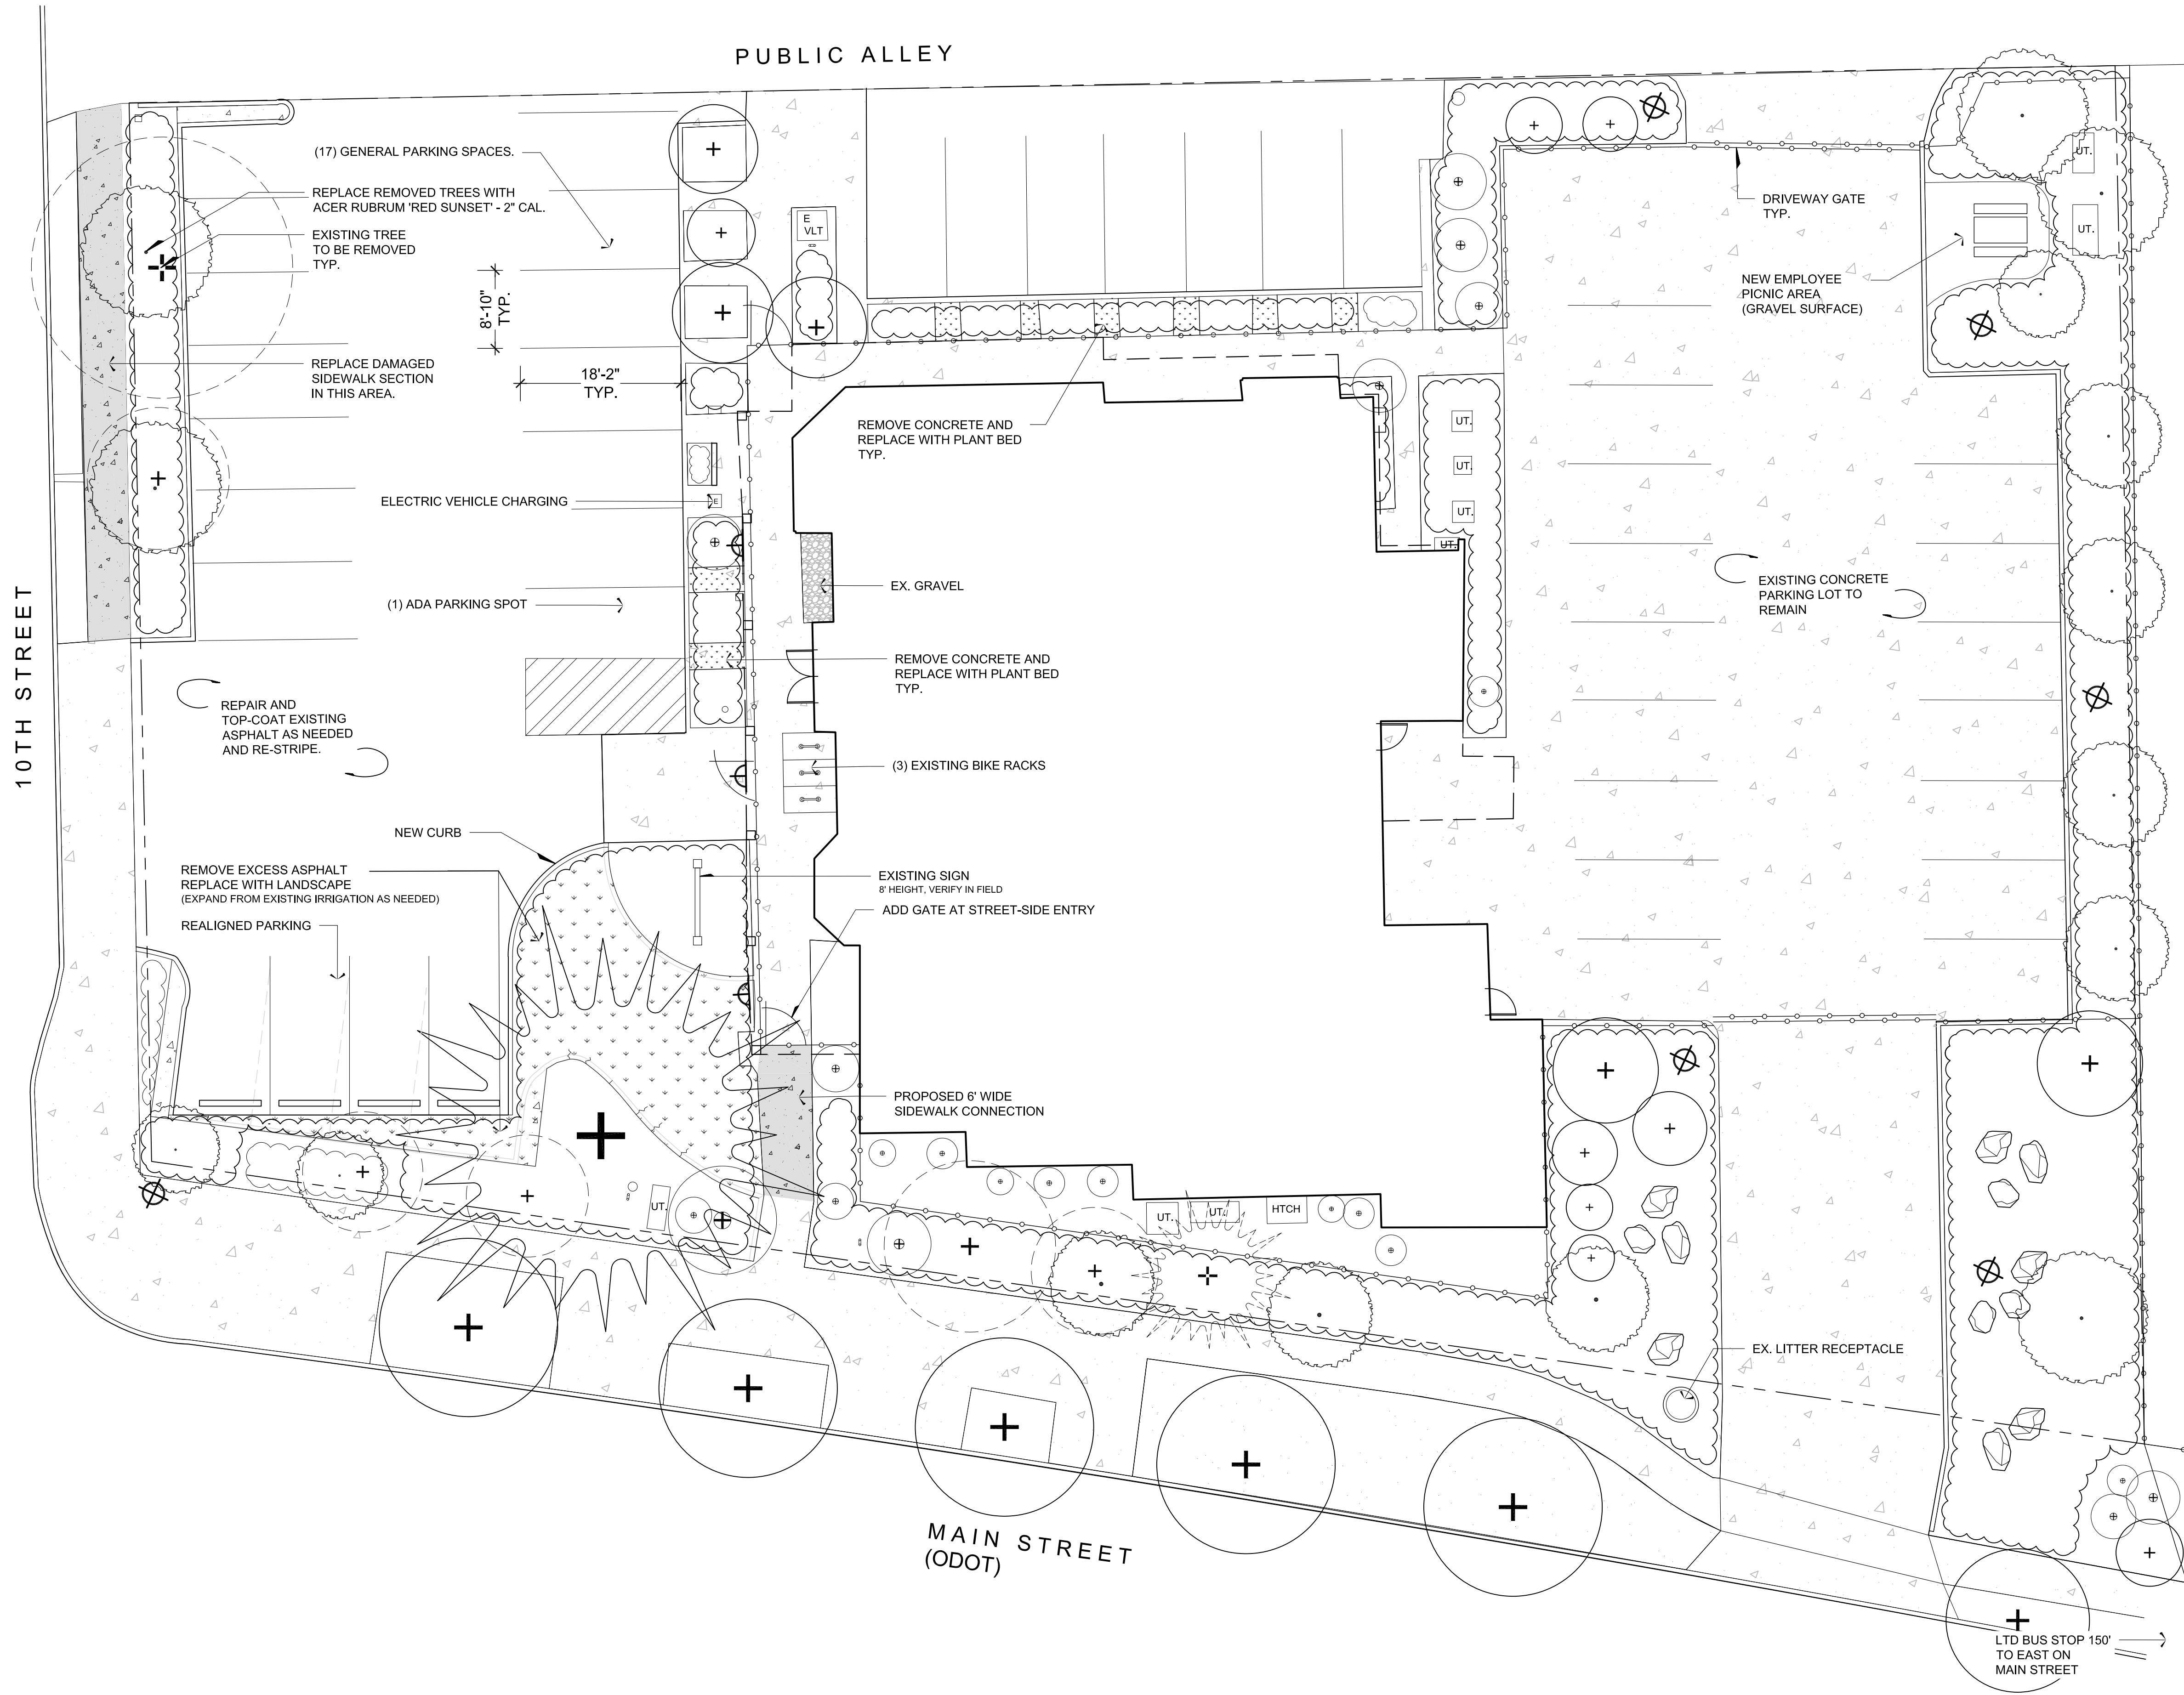 PUBLIC ALLEY
(17) GENERAL PARKING SPACES.
REPLACE REMOVED TREES WITH
ACER RUBRUM 'RED SUNSET' - 2" CAL.
EXISTING TREE
TO BE REMOVED
TYP.
8'-10"
TYP.
REPLACE DAMAGED
SIDEWALK SECTION
IN THIS AREA.
18'-2"
TYP.
E
VLT
DRIVEWAY GATE
TYP.
UT.
UT.
NEW EMPLOYEE
PICNIC AREA
(GRAVEL SURFACE)
REMOVE CONCRETE AND
REPLACE WITH PLANT BED
TYP.
UT.
UT.
UT.
UT.
ELECTRIC VEHICLE CHARGING
E
EX. GRAVEL
(1) ADA PARKING SPOT
EXISTING CONCRETE
PARKING LOT TO
REMAIN
10TH STREET
REMOVE CONCRETE AND
REPLACE WITH PLANT BED
TYP.
REPAIR AND
TOP-COAT EXISTING
ASPHALT AS NEEDED
AND RE-STRIPE.
(3) EXISTING BIKE RACKS
NEW CURB
REMOVE EXCESS ASPHALT
REPLACE WITH LANDSCAPE
(EXPAND FROM EXISTING IRRIGATION AS NEEDED)
REALIGNED PARKING
EXISTING SIGN
8' HEIGHT, VERIFY IN FIELD
ADD GATE AT STREET-SIDE ENTRY
PROPOSED 6' WIDE
SIDEWALK CONNECTION
UT.
UT.
UT.
HTCH
EX. LITTER RECEPTACLE
MAIN STREET
(ODOT)
LTD BUS STOP 150'
TO EAST ON
MAIN STREET